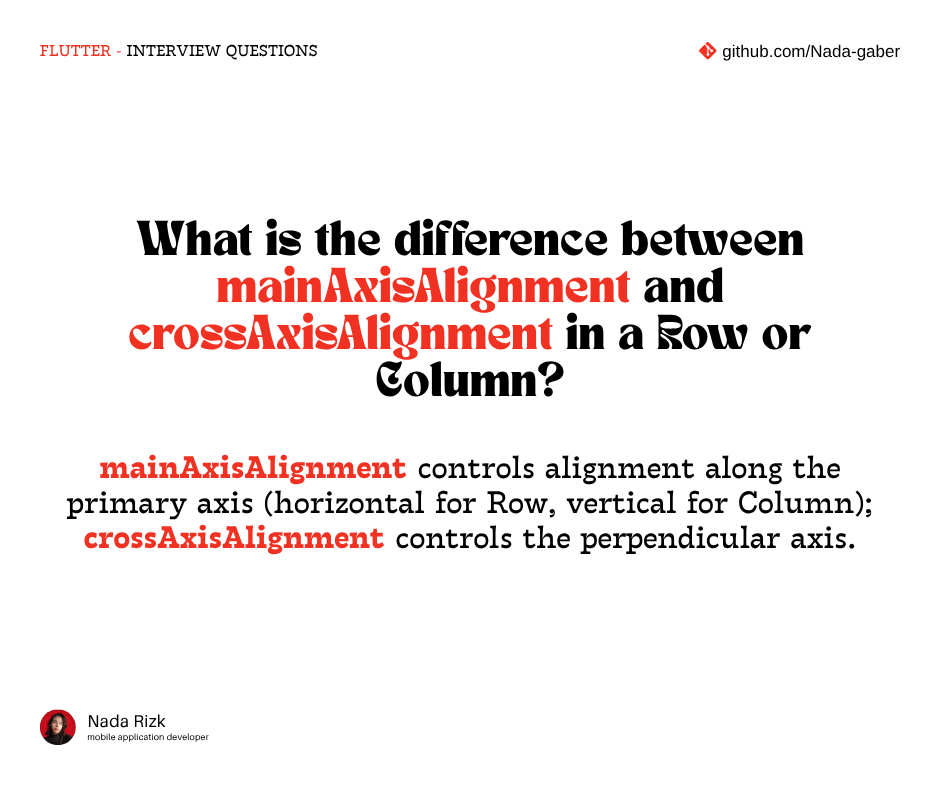 FLUTTER - INTERVIEW QUESTIONS
github.com/Nada-gaber
What is the difference between
mainAxisAlignment and
crossAxisAlignment in a Row or
Column?
mainAxisAlignment controls alignment along the
primary axis (horizontal for Row, vertical for Column);
crossAxisAlignment controls the perpendicular axis.
Nada Rizk
mobile application developer